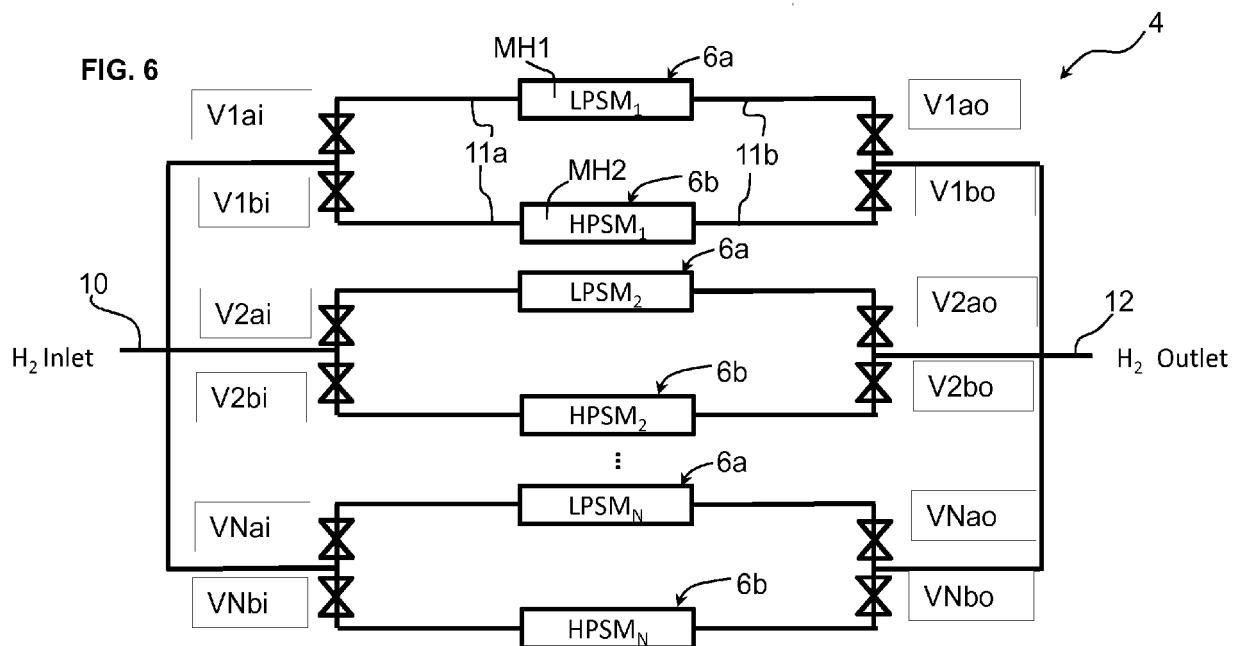 FIG. 6
4
MH1
6a
V1ai
LPSM1
V1ao
11a
11b
V1bi
MH2
6b
V1bo
HPSM1
6a
10
V2ai
LPSM2
V2ao
12
H2 Inlet
H2 Outlet
V2bi
6b
V2bo
HPSM2
⋮
6a
VNai
LPSMN
VNao
VNbi
6b
VNbo
HPSMN